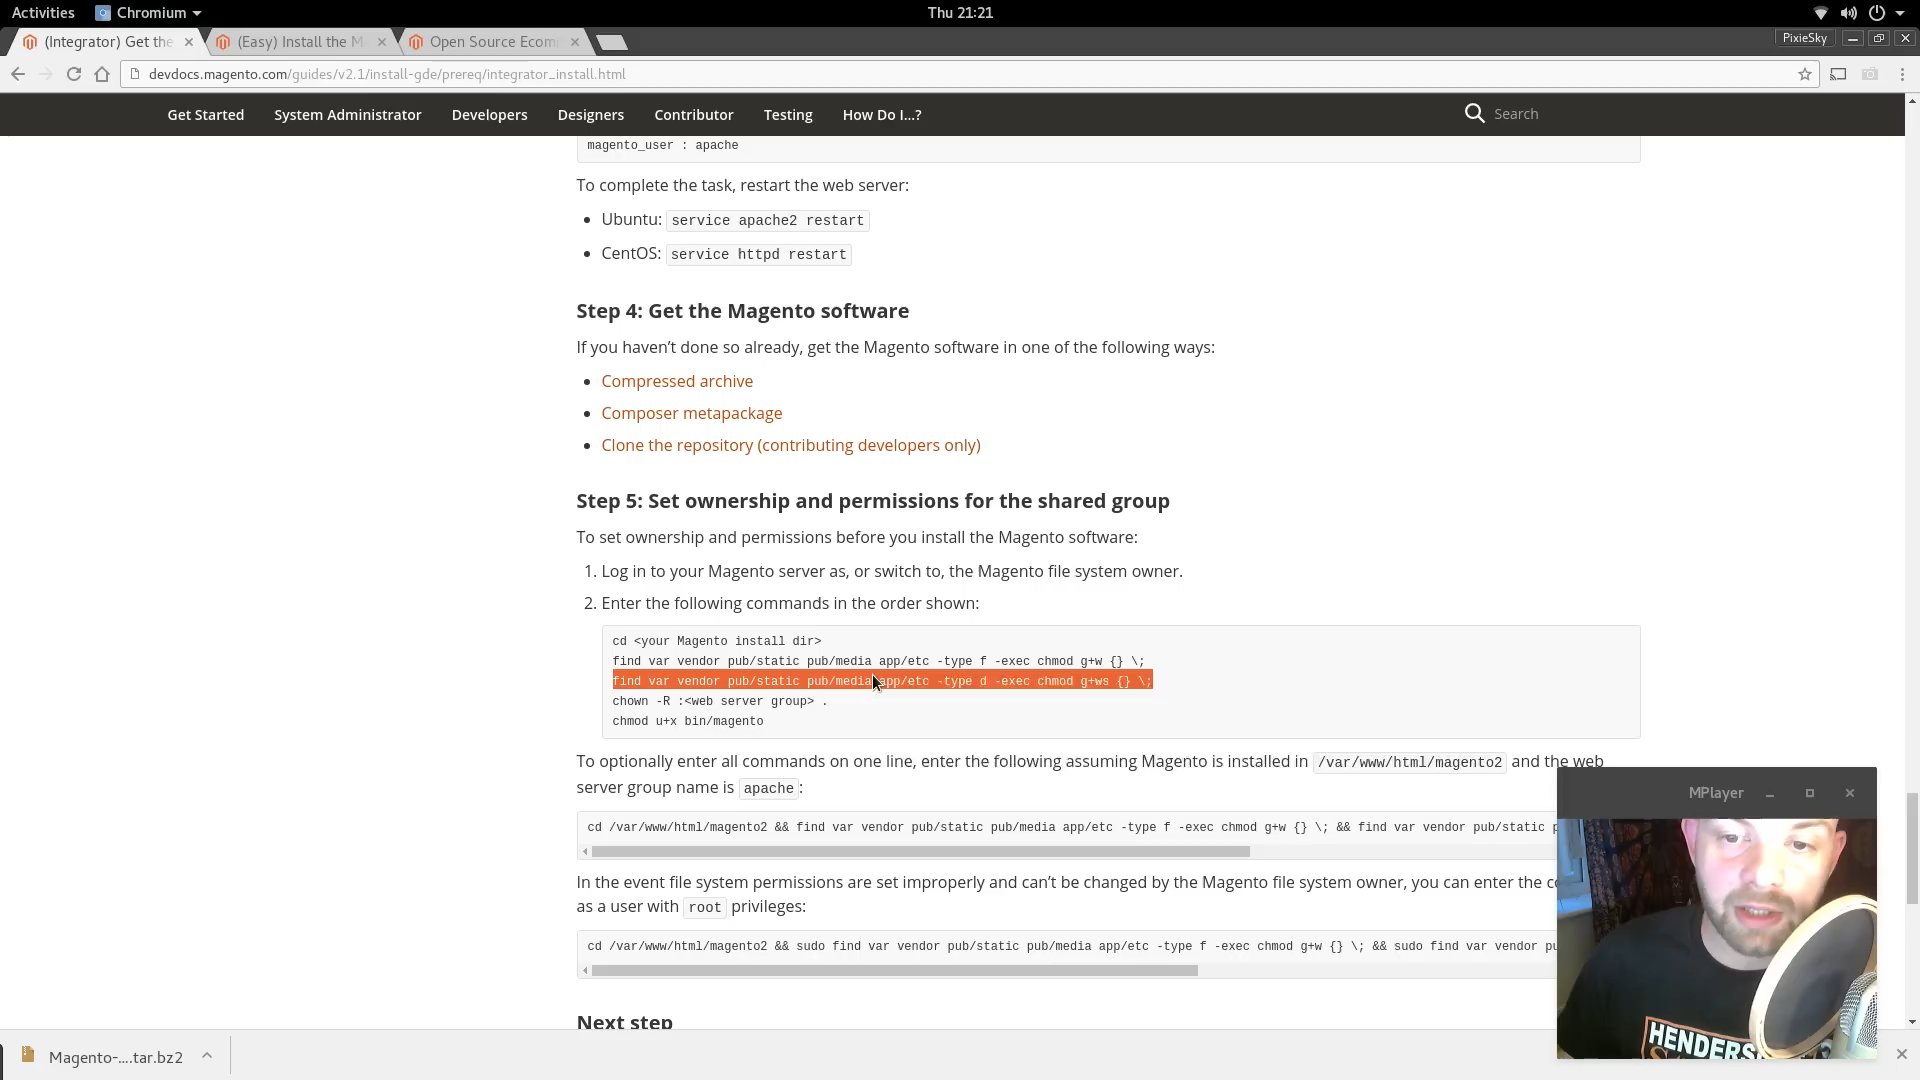 Activities
Chromium
Thu 21:21
(Integrator) Get the
(Easy) Install the M
Open Source Ecom
PixieSky
devdocs.magento.com/guides/v2.1/install-gde/prereq/integrator_install.html
Get Started
System Administrator
Developers
Designers
Contributor
Testing
How Do I...?
Search
magento_user : apache
To complete the task, restart the web server:
• Ubuntu: service apache2 restart
• CentOS: service httpd restart
Step 4: Get the Magento software
If you haven’t done so already, get the Magento software in one of the following ways:
• Compressed archive
• Composer metapackage
• Clone the repository (contributing developers only)
Step 5: Set ownership and permissions for the shared group
To set ownership and permissions before you install the Magento software:
1. Log in to your Magento server as, or switch to, the Magento file system owner.
2. Enter the following commands in the order shown:
cd <your Magento install dir>
find var vendor pub/static pub/media app/etc -type f -exec chmod g+w {} \;
find var vendor pub/static pub/media app/etc -type d -exec chmod g+ws {} \;
chown -R :<web server group> .
chmod u+x bin/magento
To optionally enter all commands on one line, enter the following assuming Magento is installed in /var/www/html/magento2 and the web
server group name is apache:
cd /var/www/html/magento2 && find var vendor pub/static pub/media app/etc -type f -exec chmod g+w {} \; && find var vendor pub/static p
In the event file system permissions are set improperly and can’t be changed by the Magento file system owner, you can enter the
as a user with root privileges:
cd /var/www/html/magento2 && sudo find var vendor pub/static pub/media app/etc -type f -exec chmod g+w {} \; && sudo find var vendor pu
Next step
MPlayer
HENDERS
Magento-....tar.bz2